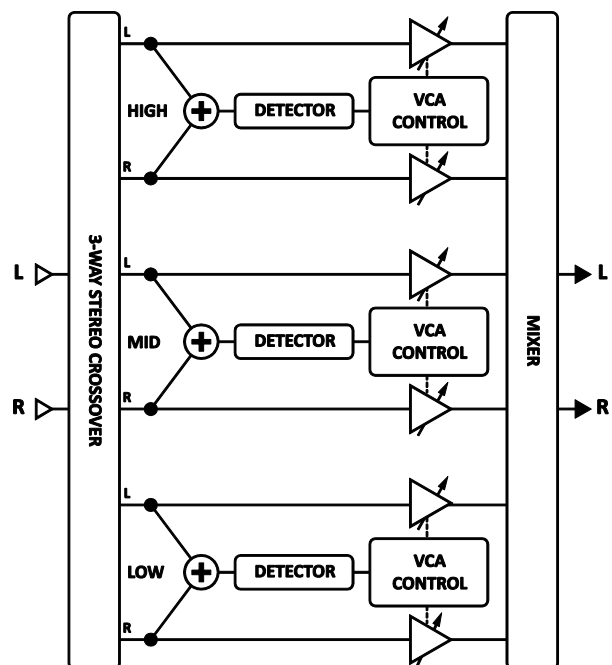 L
HIGH
DETECTOR
VCA
CONTROL
R
L
L
3-WAY STEREO CROSSOVER
MID
DETECTOR
VCA
CONTROL
MIXER
L
R
R
R
L
LOW
DETECTOR
VCA
CONTROL
R